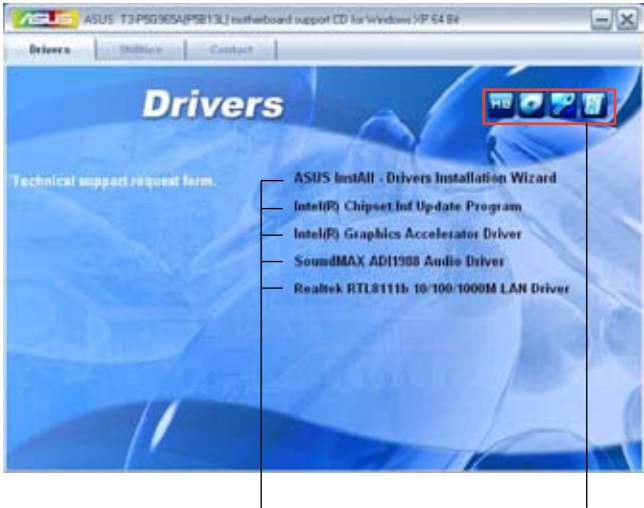 ASUS ASUS T3-P5G965A(P5B13L) motherboard support CD for Windows XP 64 Bit
Drivers Utilities Contact
Drivers
Technical support request form.
ASUS InstAll - Drivers Installation Wizard
Intel(R) Chipset Inf Update Program
Intel(R) Graphics Accelerator Driver
SoundMAX ADI1988 Audio Driver
Realtek RTL8111b 10/100/1000M LAN Driver